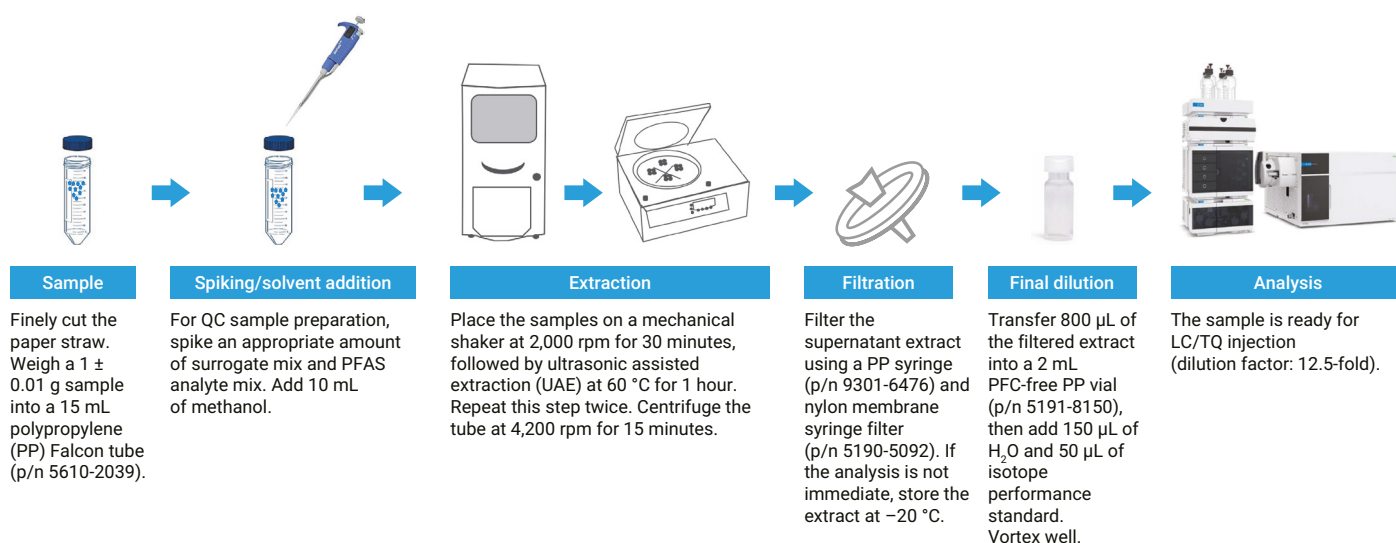 Sample
Finely cut the
paper straw.
Weigh a 1 ±
0.01 g sample
into a 15 mL
polypropylene
(PP) Falcon tube
(p/n 5610-2039).
Spiking/solvent addition
For QC sample preparation,
spike an appropriate amount
of surrogate mix and PFAS
analyte mix. Add 10 mL
of methanol.
Extraction
Place the samples on a mechanical
shaker at 2,000 rpm for 30 minutes,
followed by ultrasonic assisted
extraction (UAE) at 60 °C for 1 hour.
Repeat this step twice. Centrifuge the
tube at 4,200 rpm for 15 minutes.
Filtration
Filter the
supernatant extract
using a PP syringe
(p/n 9301-6476) and
nylon membrane
syringe filter
(p/n 5190-5092). If
the analysis is not
immediate, store the
extract at −20 °C.
Final dilution
Transfer 800 µL of
the filtered extract
into a 2 mL
PFC-free PP vial
(p/n 5191-8150),
then add 150 µL of
H₂O and 50 µL of
isotope
performance
standard.
Vortex well.
Analysis
The sample is ready for
LC/TQ injection
(dilution factor: 12.5-fold).